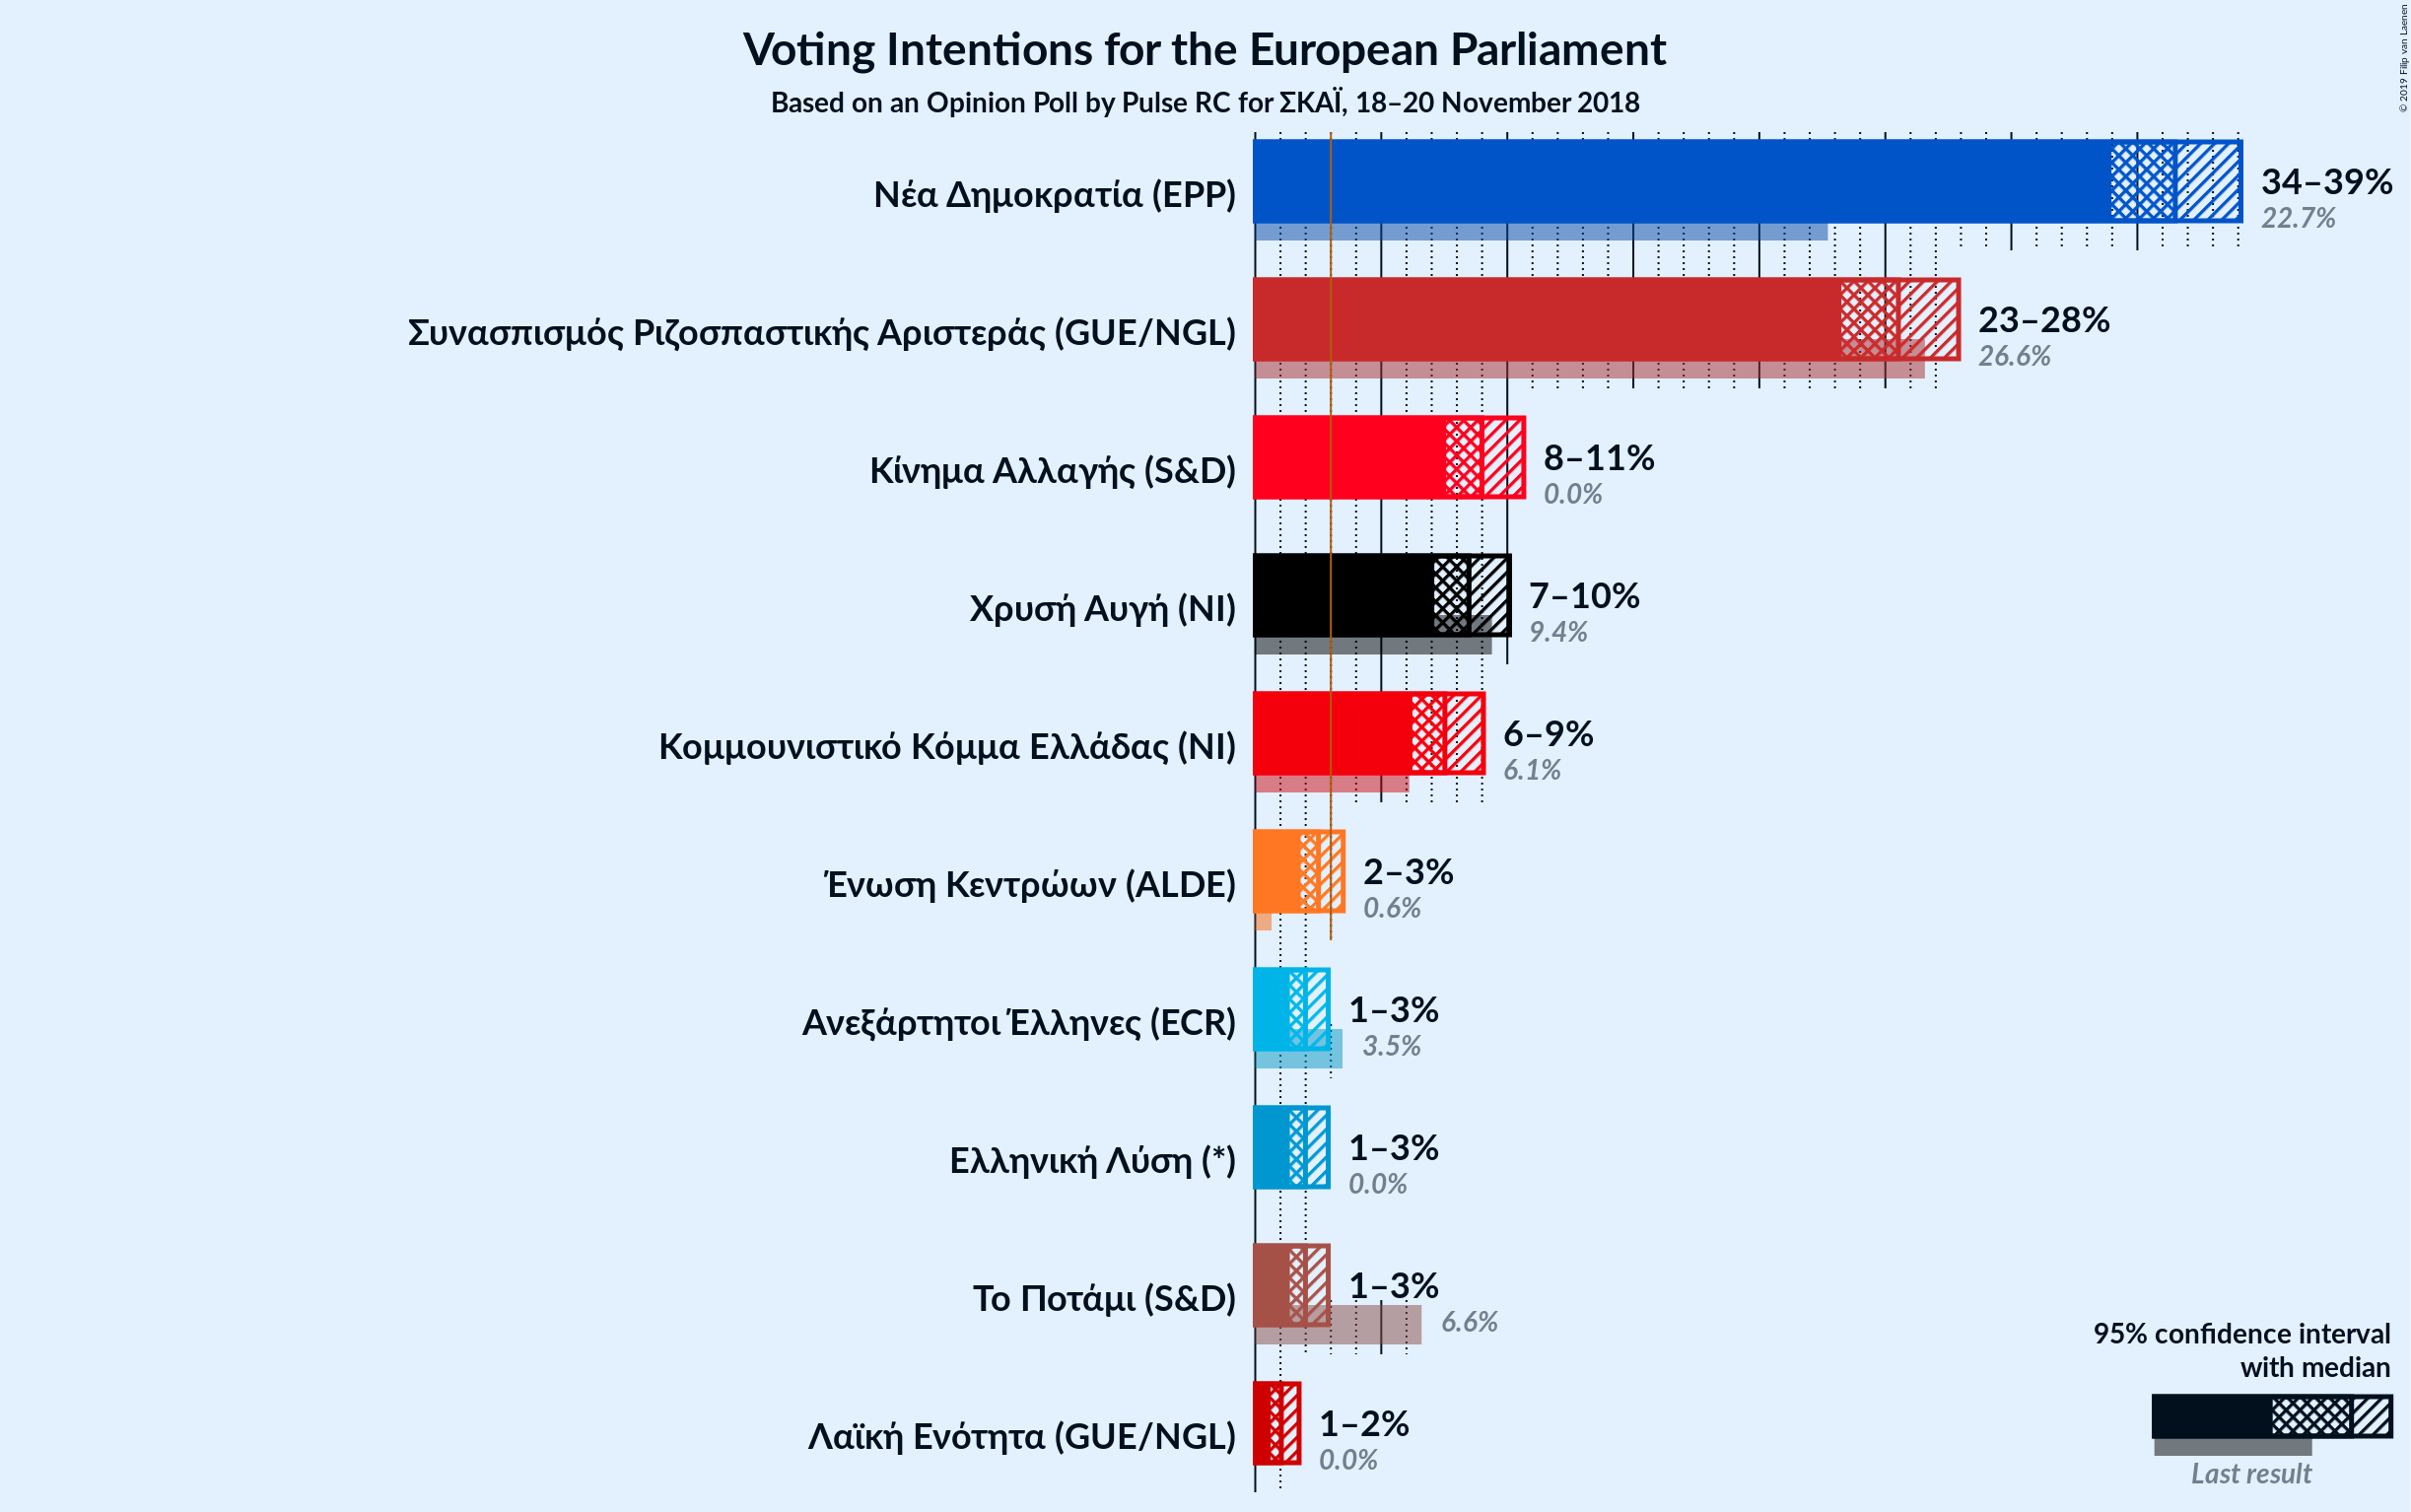 Voting Intentions for the European Parliament
Based on an Opinion Poll by Pulse RC for ΣΚΑΪ, 18–20 November 2018
© 2019 Filip van Laenen
Νέα Δημοκρατία (EPP)
34–39%
22.7%
Συνασπισμός Ριζοσπαστικής Αριστεράς (GUE/NGL)
23–28%
26.6%
Κίνημα Αλλαγής (S&D)
8–11%
0.0%
Χρυσή Αυγή (NI)
7–10%
9.4%
Κομμουνιστικό Κόμμα Ελλάδας (NI)
6–9%
6.1%
Ένωση Κεντρώων (ALDE)
2–3%
0.6%
Ανεξάρτητοι Έλληνες (ECR)
1–3%
3.5%
Ελληνική Λύση (*)
1–3%
0.0%
Το Ποτάμι (S&D)
1–3%
6.6%
Λαϊκή Ενότητα (GUE/NGL)
1–2%
0.0%
95% confidence interval
with median
Last result